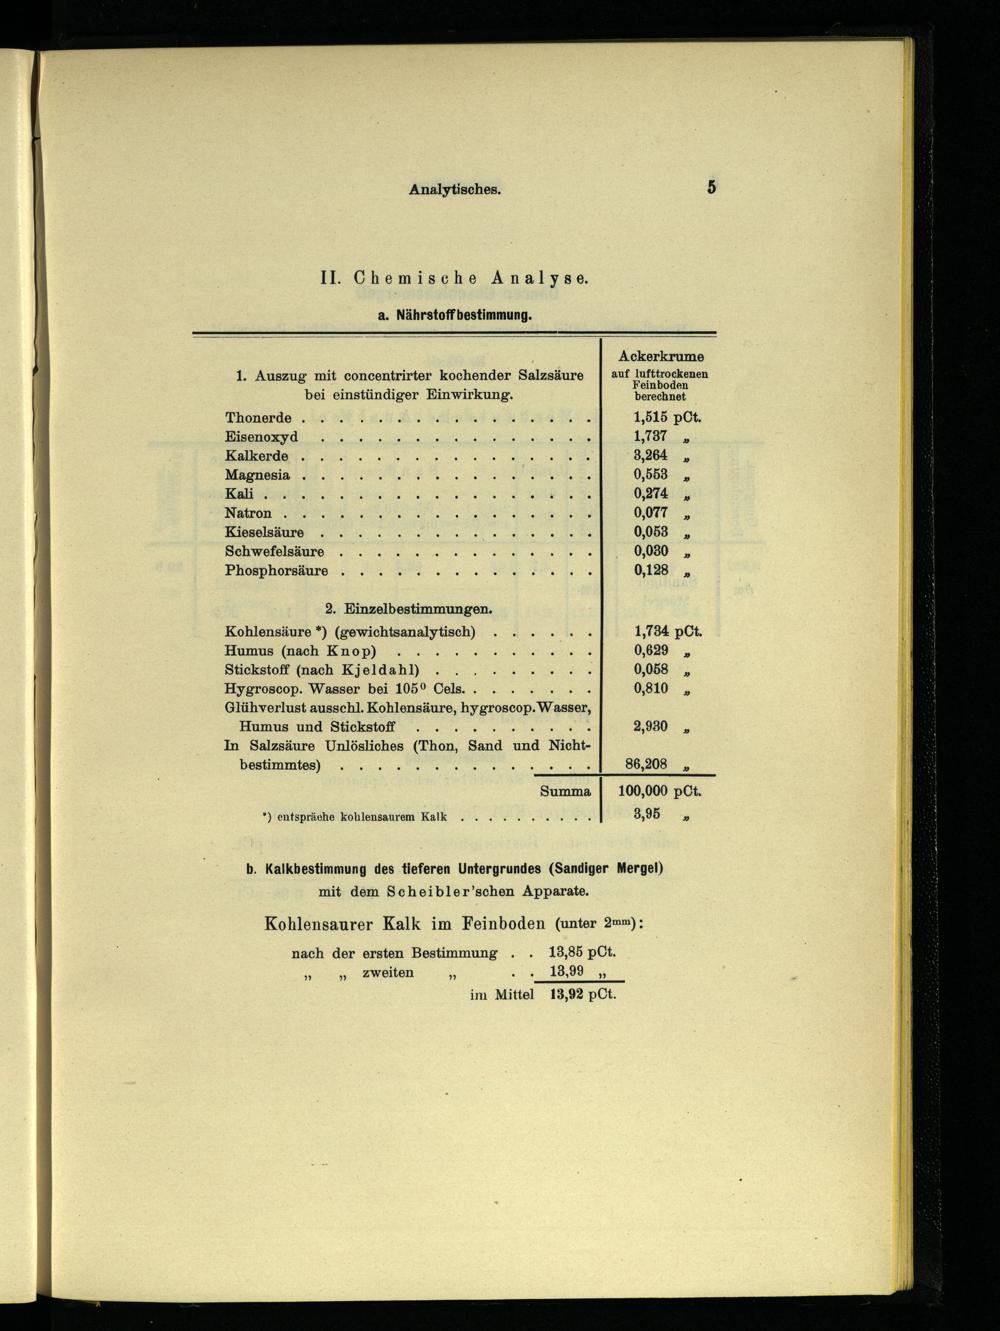 Analytisches. 5
II. Chemische Analyse.
a. Nährstoffbestimmung.
1. Auszug mit concentrirter kochender Salzsäure
bei einstündiger Einwirkung.
Ackerkrume
auf lufttrockenen
Feinboden
berechnet
Thonerde . . . . . . . . . . . . . . . . 1,515 pCt.
Eisenoxyd . . . . . . . . . . . . . . . 1,737 „
Kalkerde . . . . . . . . . . . . . . . . 3,264 „
Magnesia . . . . . . . . . . . . . . . . 0,553 „
Kali . . . . . . . . . . . . . . . . . . 0,274 „
Natron . . . . . . . . . . . . . . . . . 0,077 „
Kieselsäure . . . . . . . . . . . . . . . 0,053 „
Schwefelsäure . . . . . . . . . . . . . . 0,030 „
Phosphorsäure . . . . . . . . . . . . . . 0,128 „
2. Einzelbestimmungen.
Kohlensäure *) (gewichtsanalytisch) . . . . . . 1,734 pCt.
Humus (nach Knop) . . . . . . . . . . . 0,629 „
Stickstoff (nach Kjeldahl) . . . . . . . . . 0,058 „
Hygroscop. Wasser bei 105⁰ Cels. . . . . . . . 0,810 „
Glühverlust ausschl. Kohlensäure, hygroscop. Wasser,
Humus und Stickstoff . . . . . . . . . . 2,930 „
In Salzsäure Unlösliches (Thon, Sand und Nicht-
bestimmtes) . . . . . . . . . . . . . . 86,208 „
Summa 100,000 pCt.
*) entspräche kohlensaurem Kalk . . . . . . . . . . 3,95 „
b. Kalkbestimmung des tieferen Untergrundes (Sandiger Mergel)
mit dem Scheibler'schen Apparate.
Kohlensaurer Kalk im Feinboden (unter 2mm):
nach der ersten Bestimmung . . 13,85 pCt.
„ „ zweiten „ . . 13,99 „
im Mittel 13,92 pCt.